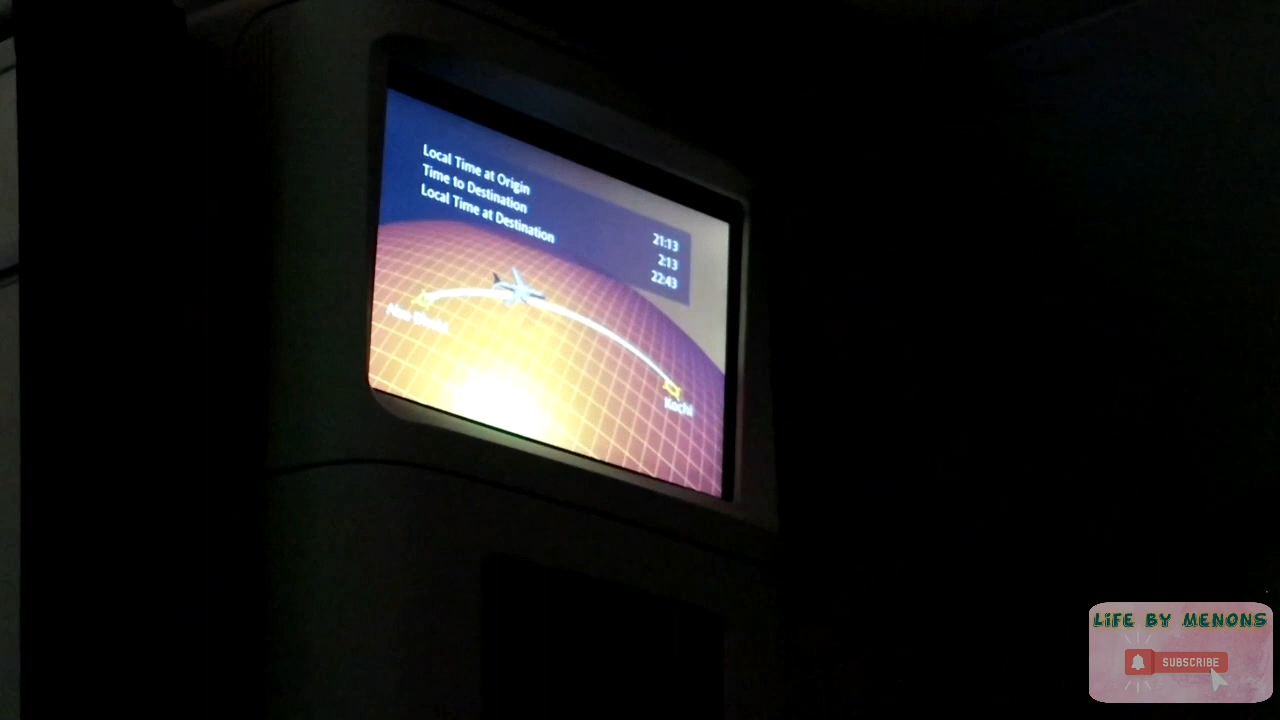 Local Time at Origin 21:13
Time to Destination 2:13
Local Time at Destination 22:43
Abu Dhabi
Kochi
LIFE BY MENONS
SUBSCRIBE